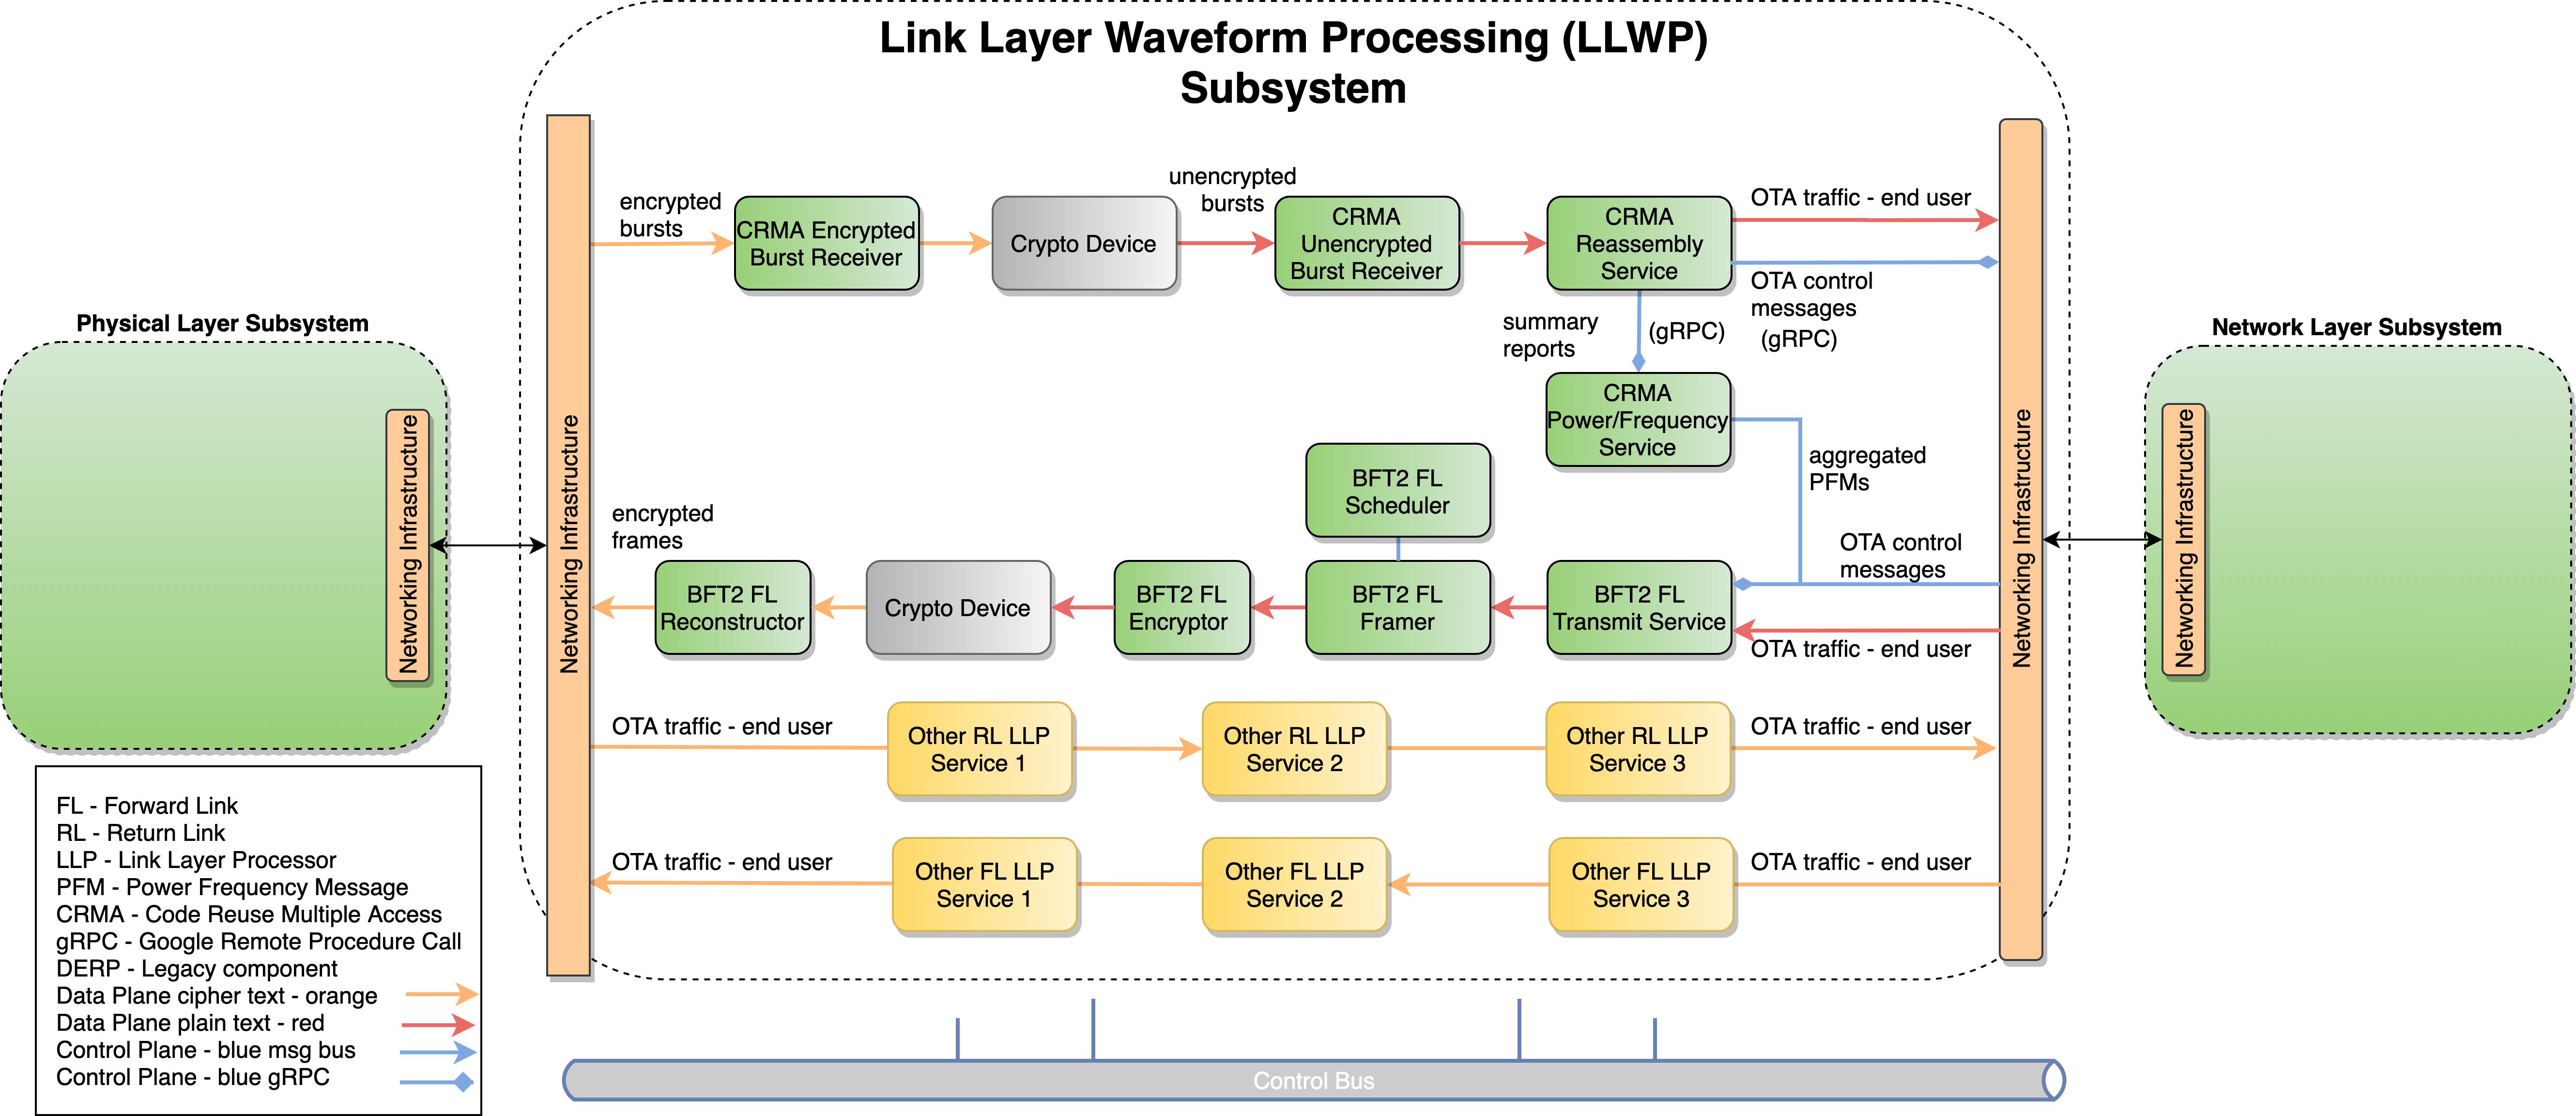 Link Layer Waveform Processing (LLWP)
Subsystem
Physical Layer Subsystem
Networking Infrastructure
Networking Infrastructure
encrypted
bursts
CRMA Encrypted
Burst Receiver
Crypto Device
unencrypted
bursts
CRMA
Unencrypted
Burst Receiver
CRMA
Reassembly
Service
OTA traffic - end user
OTA control
messages
(gRPC)
summary
reports
(gRPC)
CRMA
Power/Frequency
Service
aggregated
PFMs
BFT2 FL
Scheduler
encrypted
frames
BFT2 FL
Reconstructor
Crypto Device
BFT2 FL
Encryptor
BFT2 FL
Framer
BFT2 FL
Transmit Service
OTA control
messages
OTA traffic - end user
OTA traffic - end user
Other RL LLP
Service 1
Other RL LLP
Service 2
Other RL LLP
Service 3
OTA traffic - end user
OTA traffic - end user
Other FL LLP
Service 1
Other FL LLP
Service 2
Other FL LLP
Service 3
OTA traffic - end user
Networking Infrastructure
Network Layer Subsystem
Networking Infrastructure
FL - Forward Link
RL - Return Link
LLP - Link Layer Processor
PFM - Power Frequency Message
CRMA - Code Reuse Multiple Access
gRPC - Google Remote Procedure Call
DERP - Legacy component
Data Plane cipher text - orange
Data Plane plain text - red
Control Plane - blue msg bus
Control Plane - blue gRPC
Control Bus